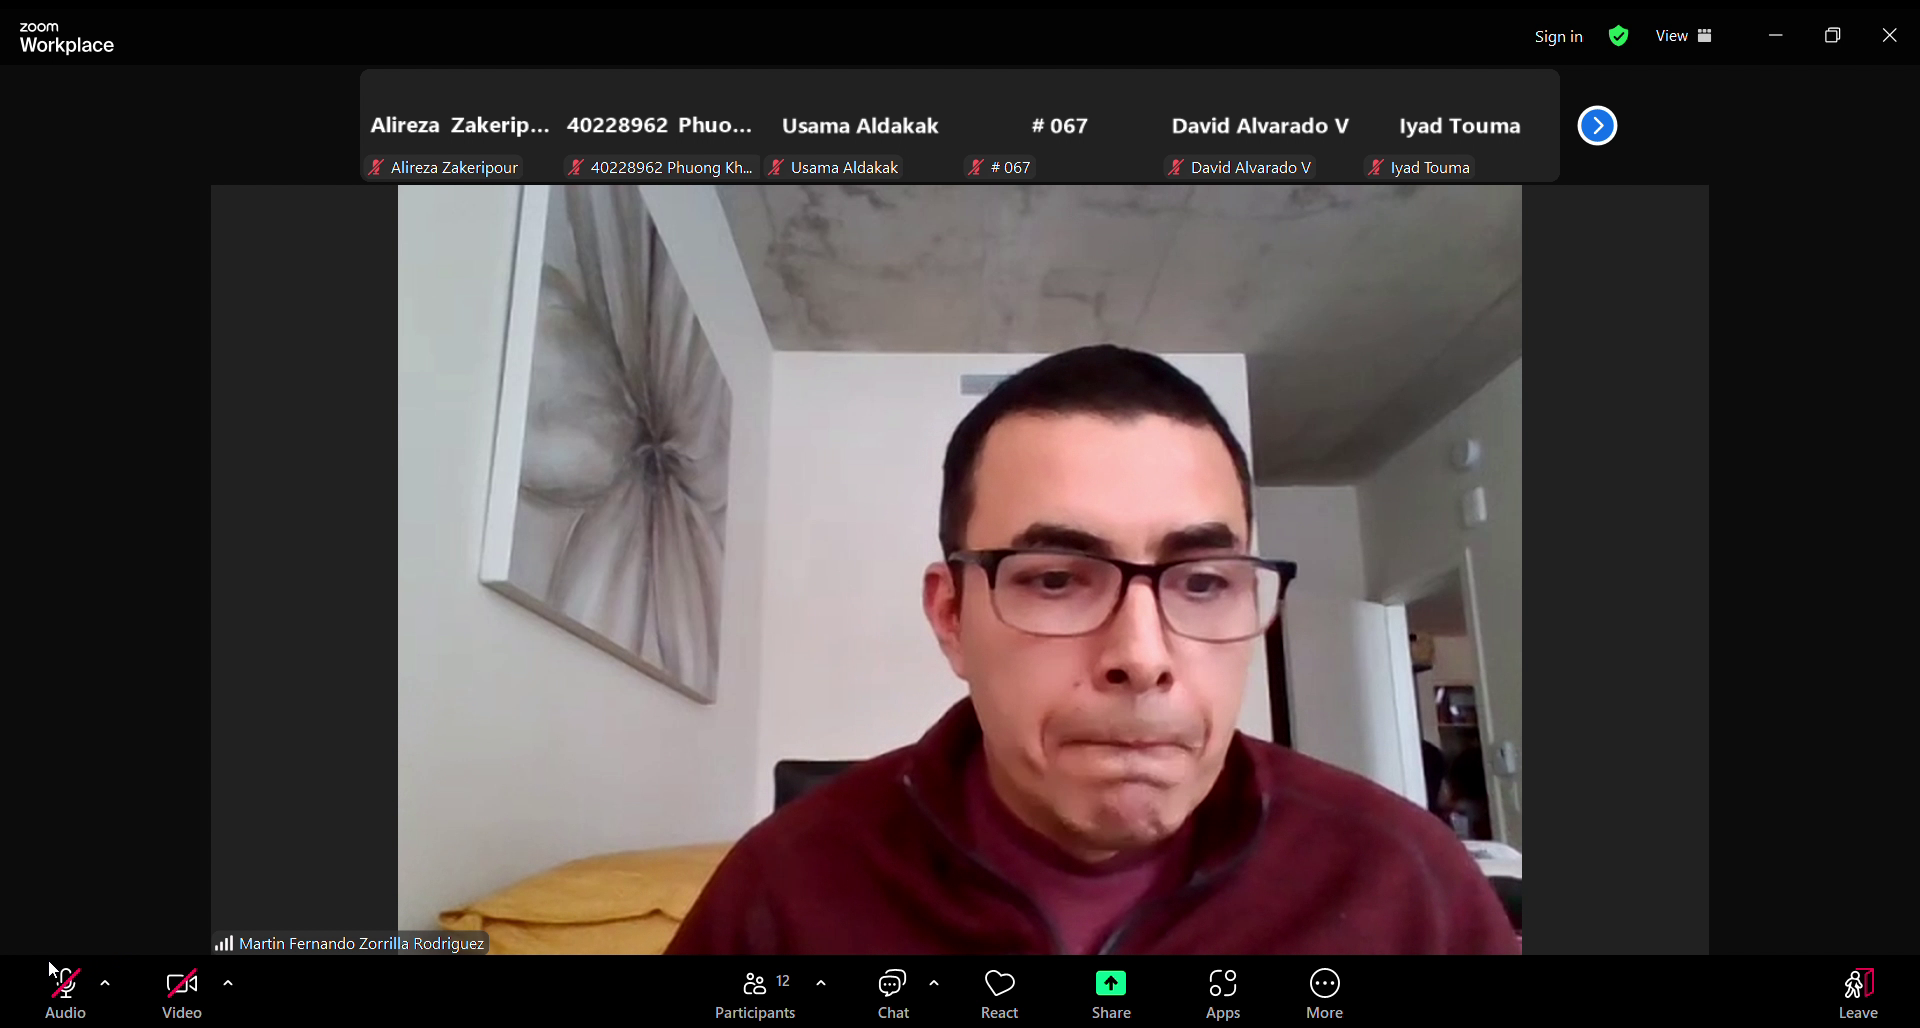 zoom
Workplace
Sign in
View
Alireza Zakerip...
40228962 Phuo...
Usama Aldakak
# 067
David Alvarado V
Iyad Touma
Alireza Zakeripour
40228962 Phuong Kh...
Usama Aldakak
# 067
David Alvarado V
Iyad Touma
Martin Fernando Zorrilla Rodriguez
Audio
Video
12
Participants
Chat
React
Share
Apps
More
Leave